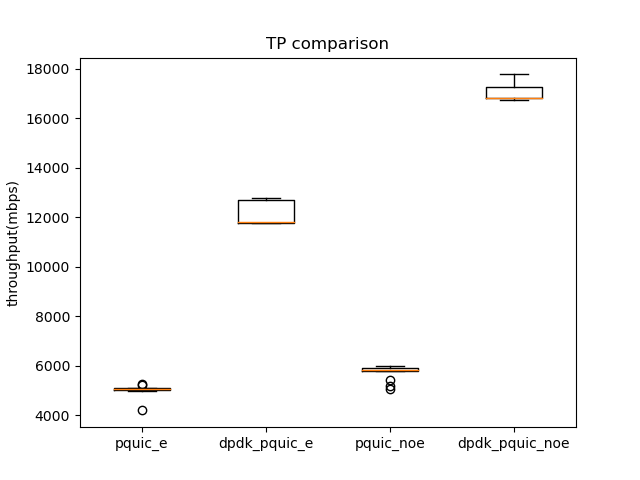 TP comparison
throughput(mbps)
18000
16000
14000
12000
10000
8000
6000
4000
pquic_e
dpdk_pquic_e
pquic_noe
dpdk_pquic_noe